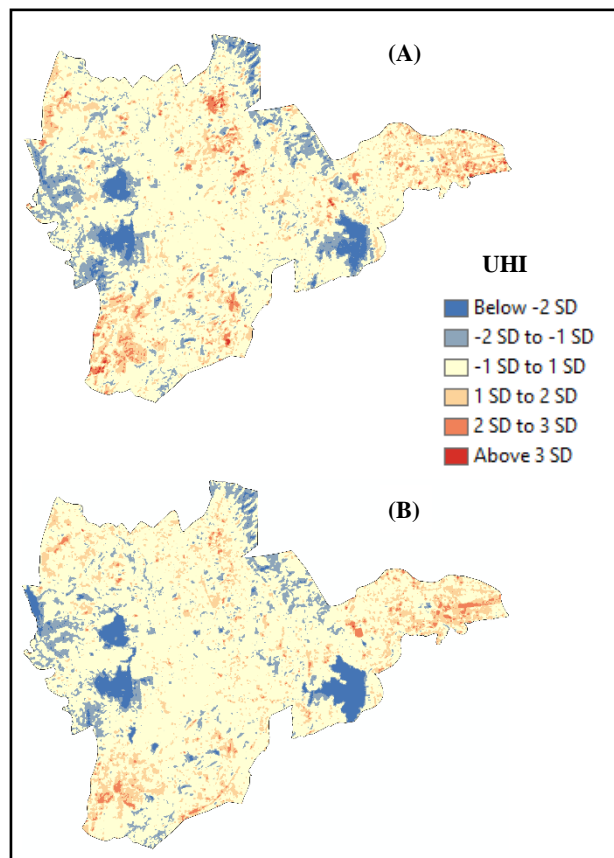 (A)
UHI
Below -2 SD
-2 SD to -1 SD
-1 SD to 1 SD
1 SD to 2 SD
2 SD to 3 SD
Above 3 SD
(B)